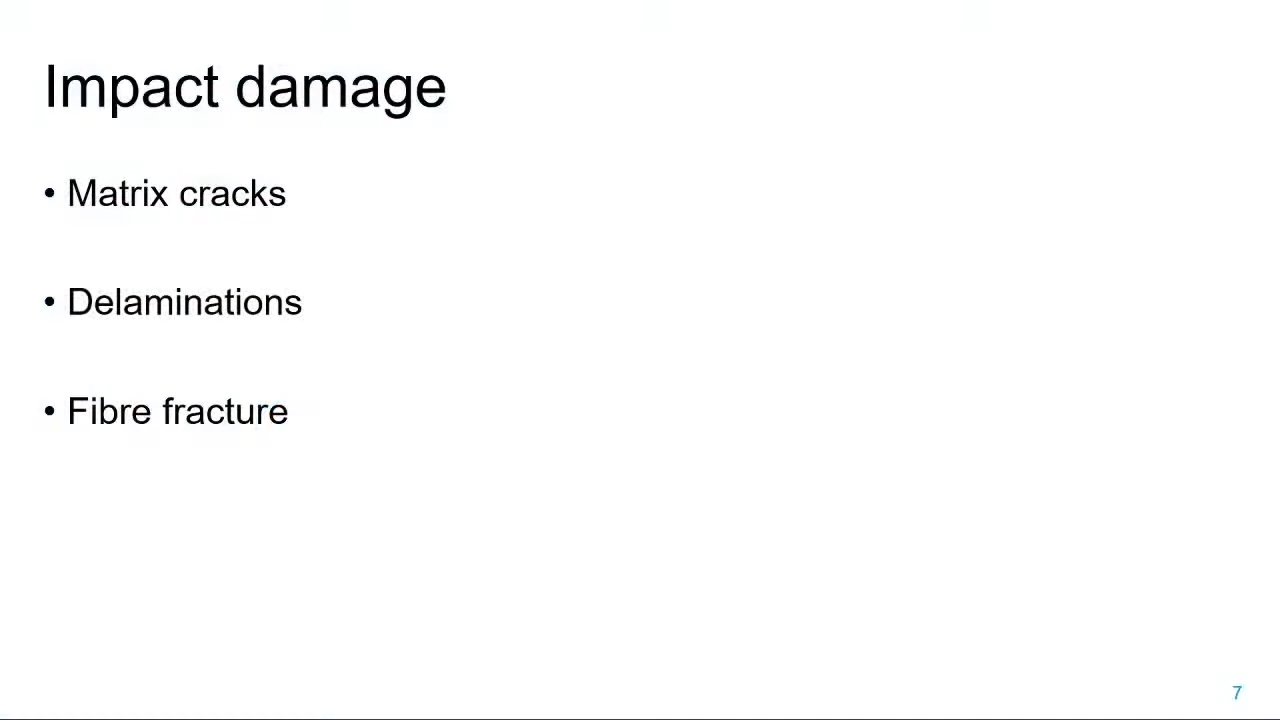 Impact damage
• Matrix cracks
• Delaminations
• Fibre fracture
7